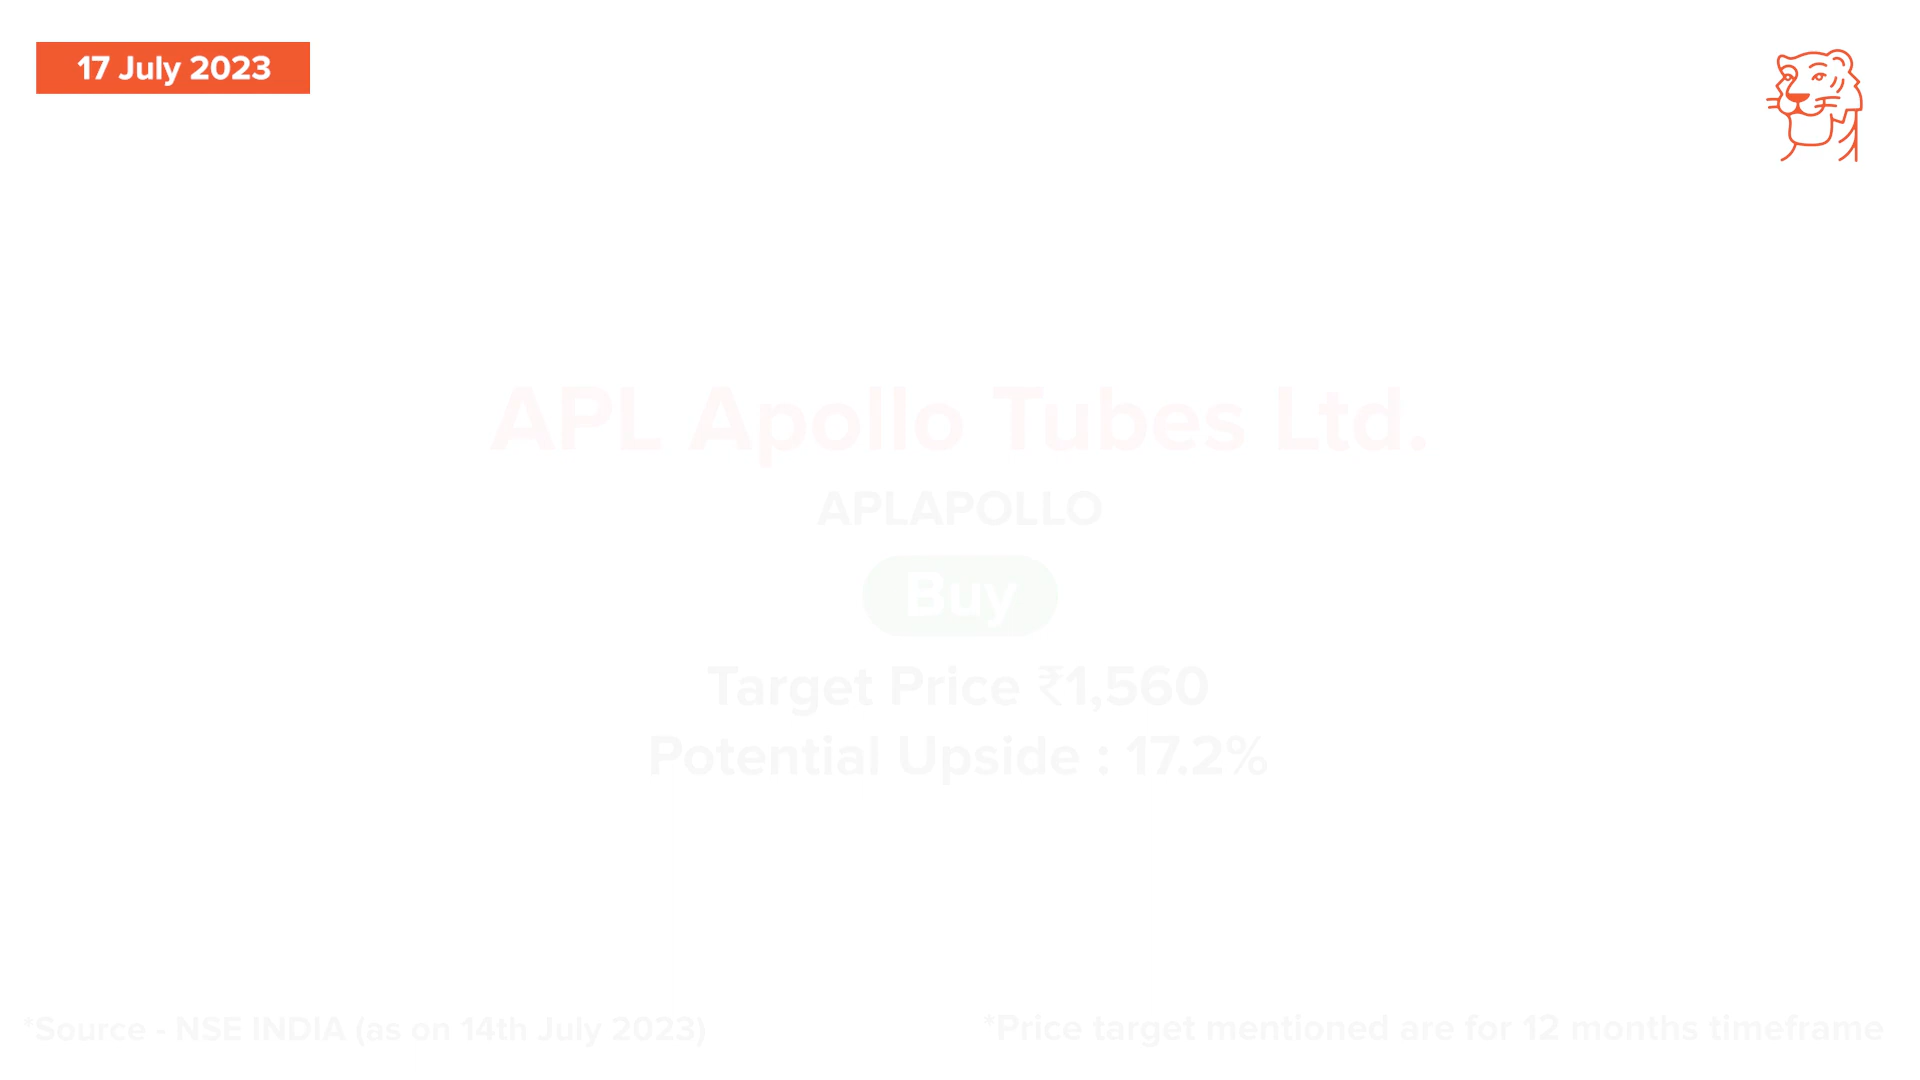 17 July 2023
APL Apollo Tubes Ltd.
APLAPOLLO
Buy
Target Price ₹1,560
Potential Upside : 17.2%
*Source - NSE INDIA (as on 14th July 2023)
*Price target mentioned are for 12 months timeframe